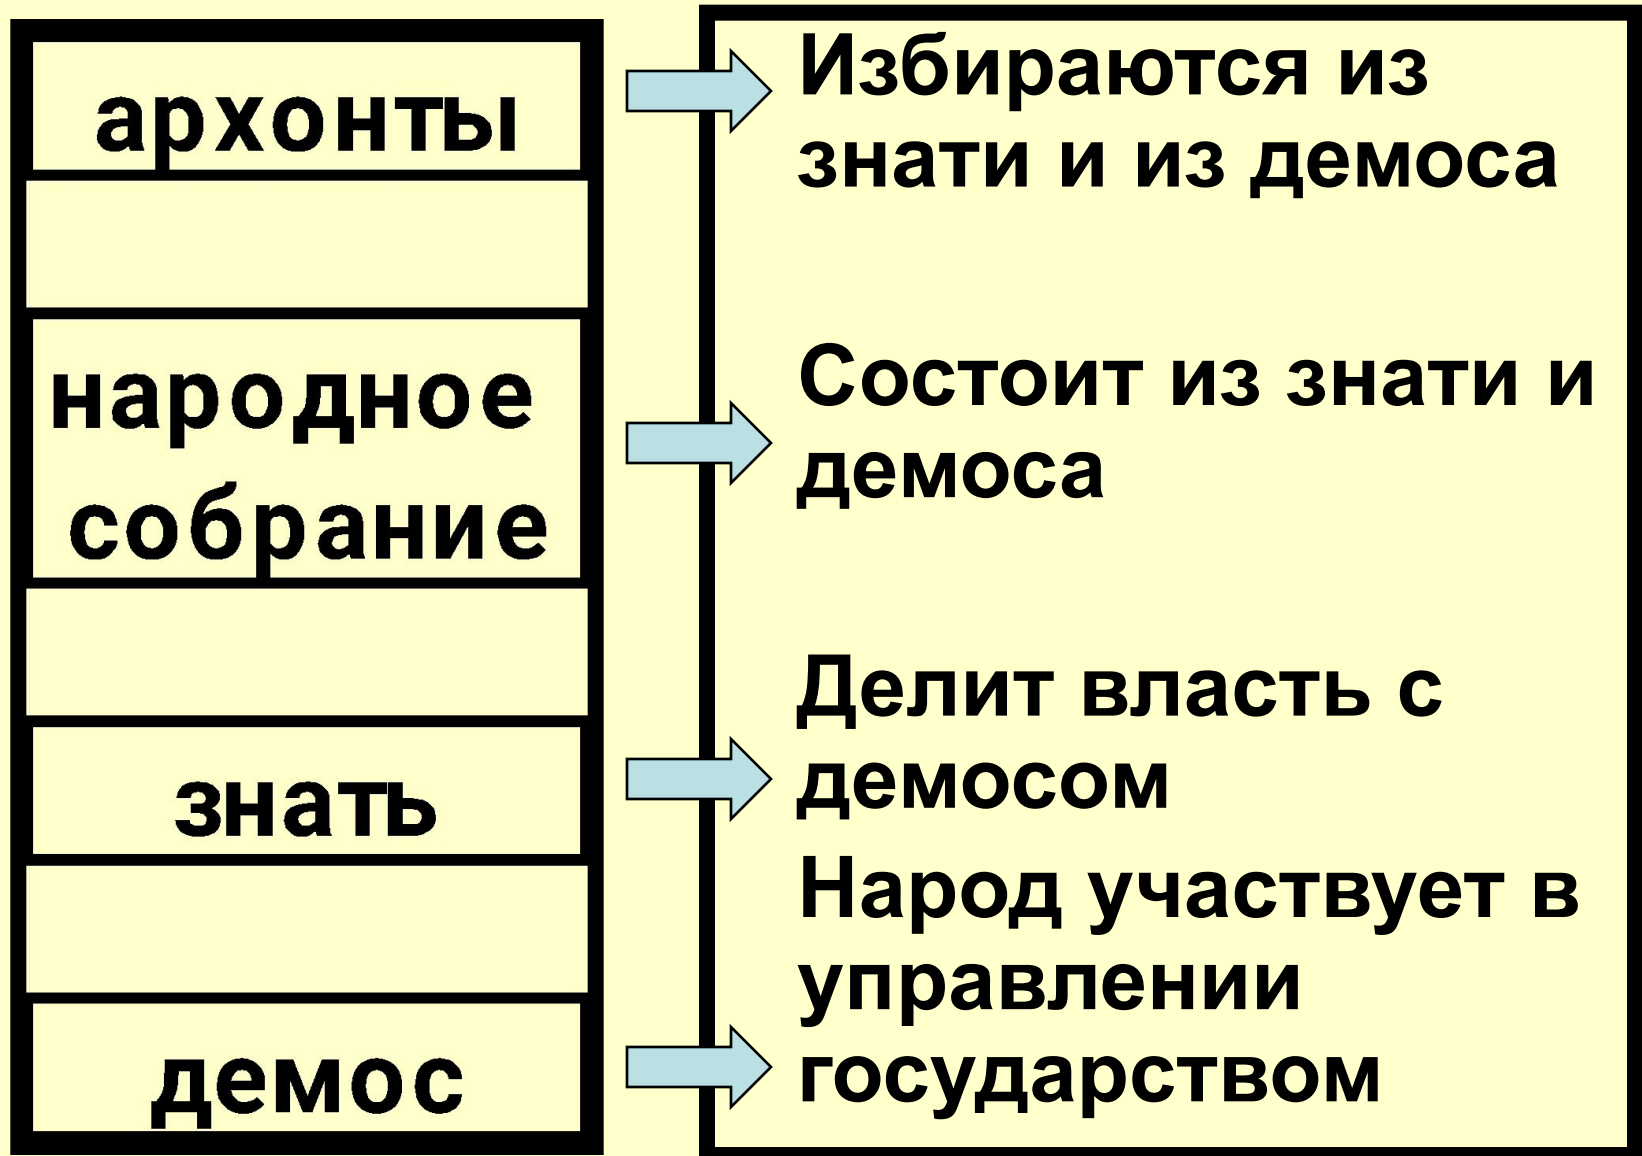 архонты
Избираются из
знати и из демоса
народное
собрание
Состоит из знати и
демоса
знать
Делит власть с
демосом
демос
Народ участвует в
управлении
государством